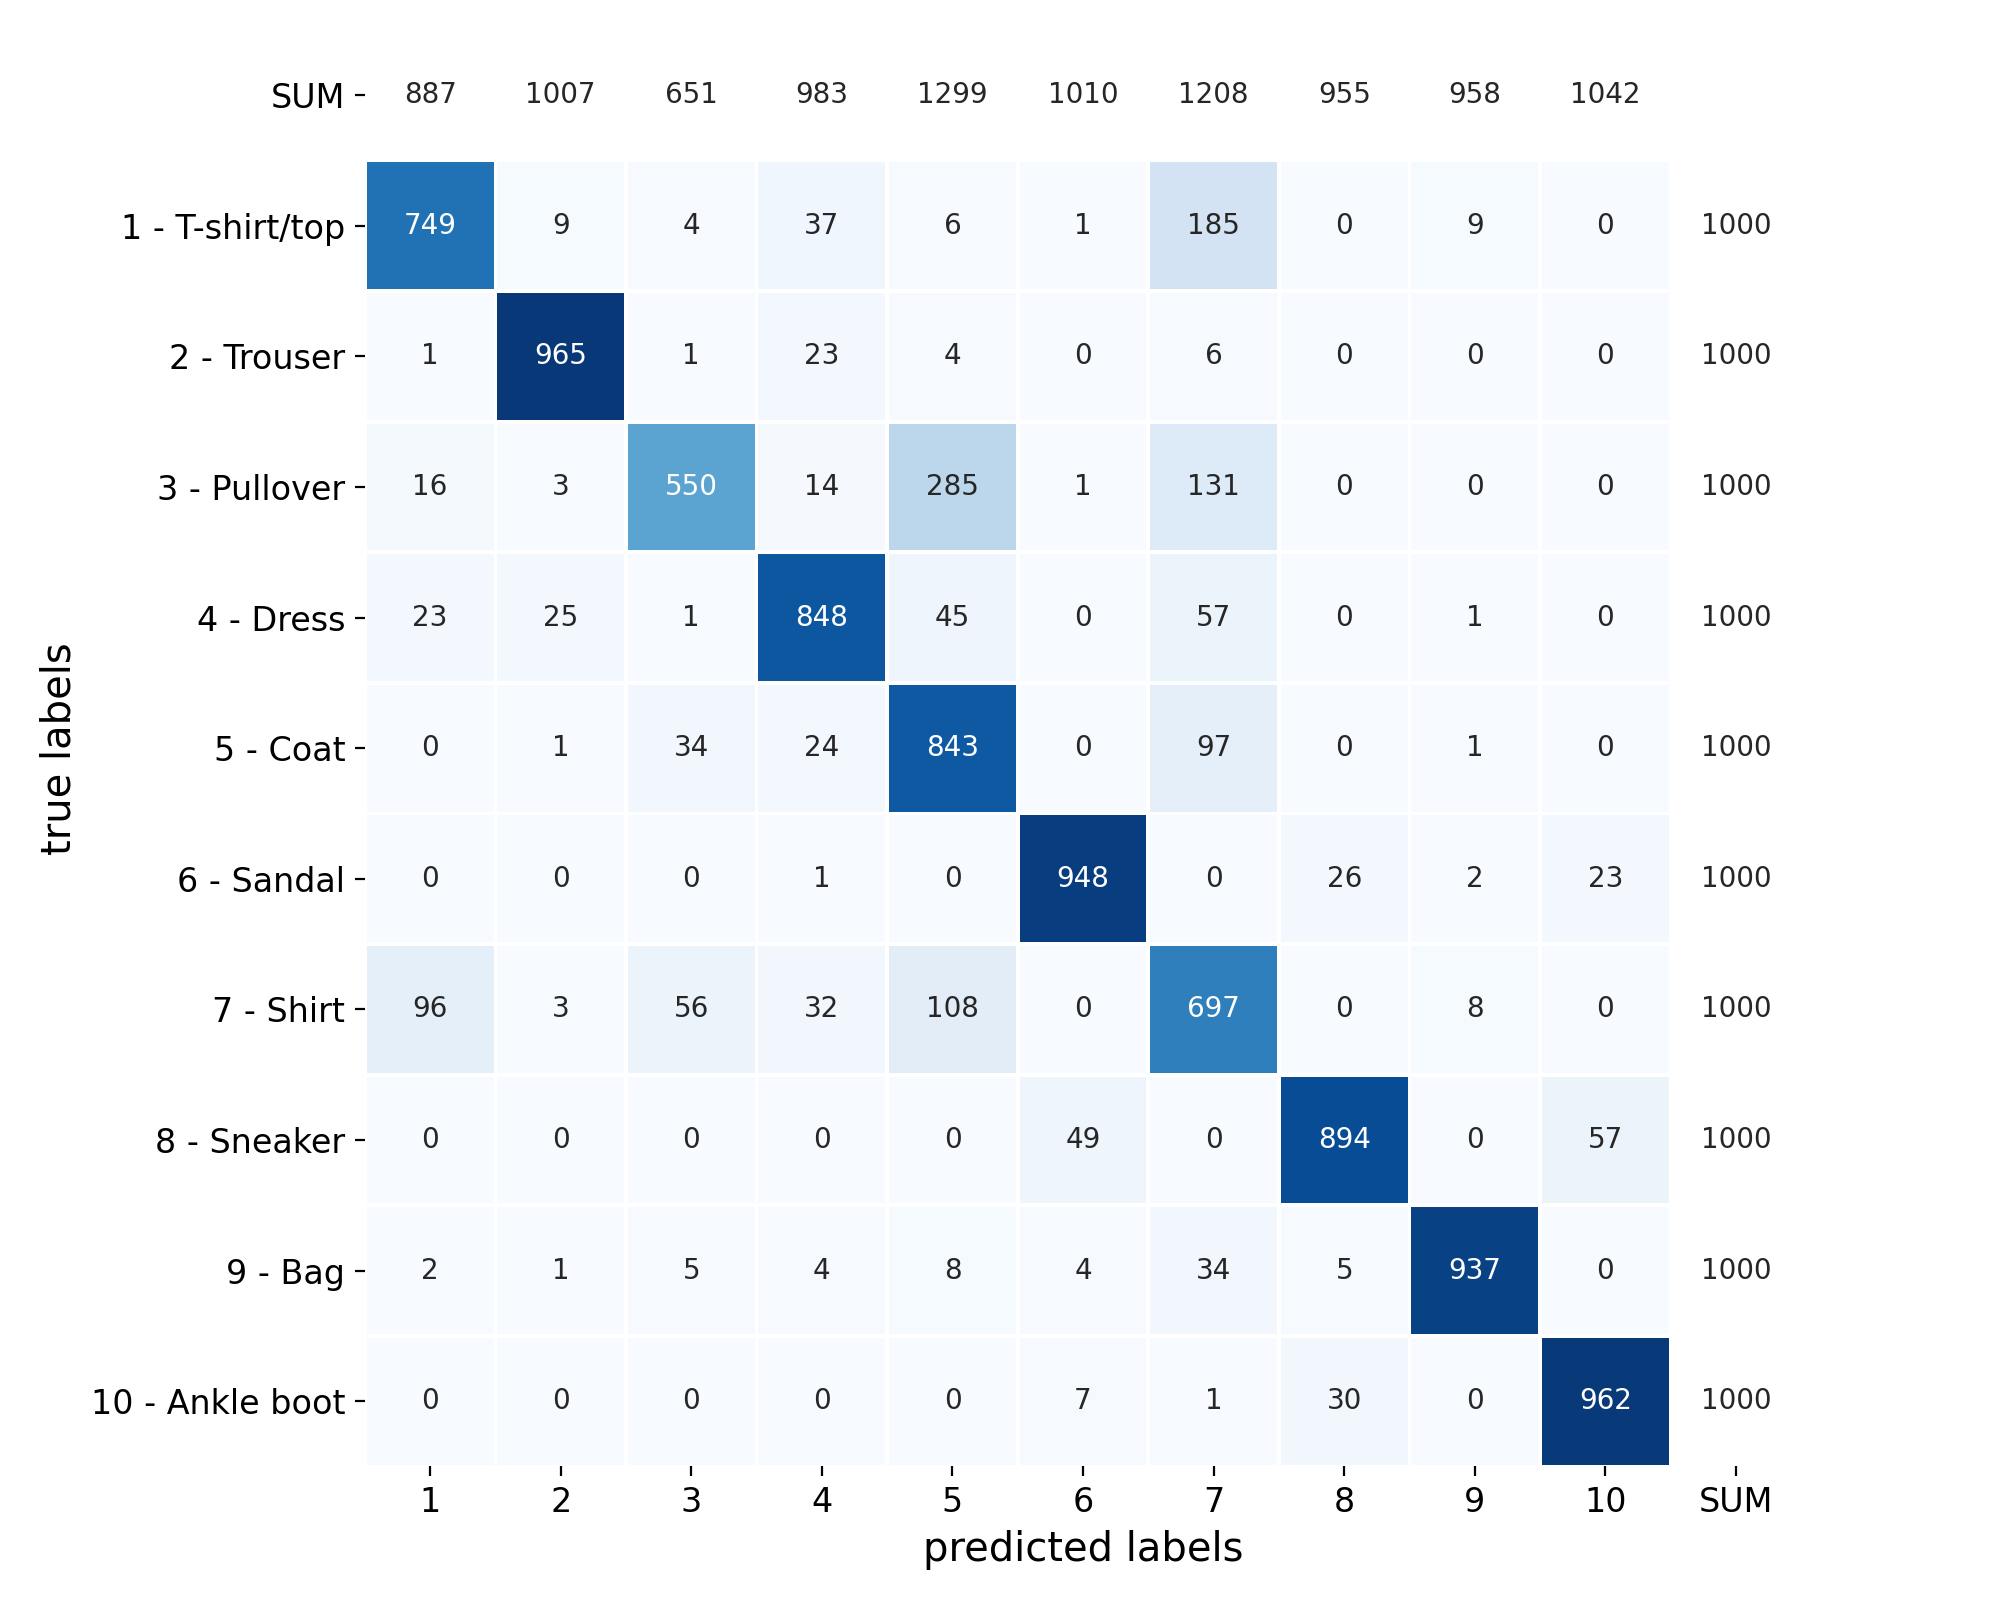 SUM 887 1007 651 983 1299 1010 1208 955 958 1042
1 - T-shirt/top 749 9 4 37 6 1 185 0 9 0 1000
2 - Trouser 1 965 1 23 4 0 6 0 0 0 1000
3 - Pullover 16 3 550 14 285 1 131 0 0 0 1000
4 - Dress 23 25 1 848 45 0 57 0 1 0 1000
5 - Coat 0 1 34 24 843 0 97 0 1 0 1000
6 - Sandal 0 0 0 1 0 948 0 26 2 23 1000
7 - Shirt 96 3 56 32 108 0 697 0 8 0 1000
8 - Sneaker 0 0 0 0 0 49 0 894 0 57 1000
9 - Bag 2 1 5 4 8 4 34 5 937 0 1000
10 - Ankle boot 0 0 0 0 0 7 1 30 0 962 1000
1 2 3 4 5 6 7 8 9 10 SUM
predicted labels
true labels